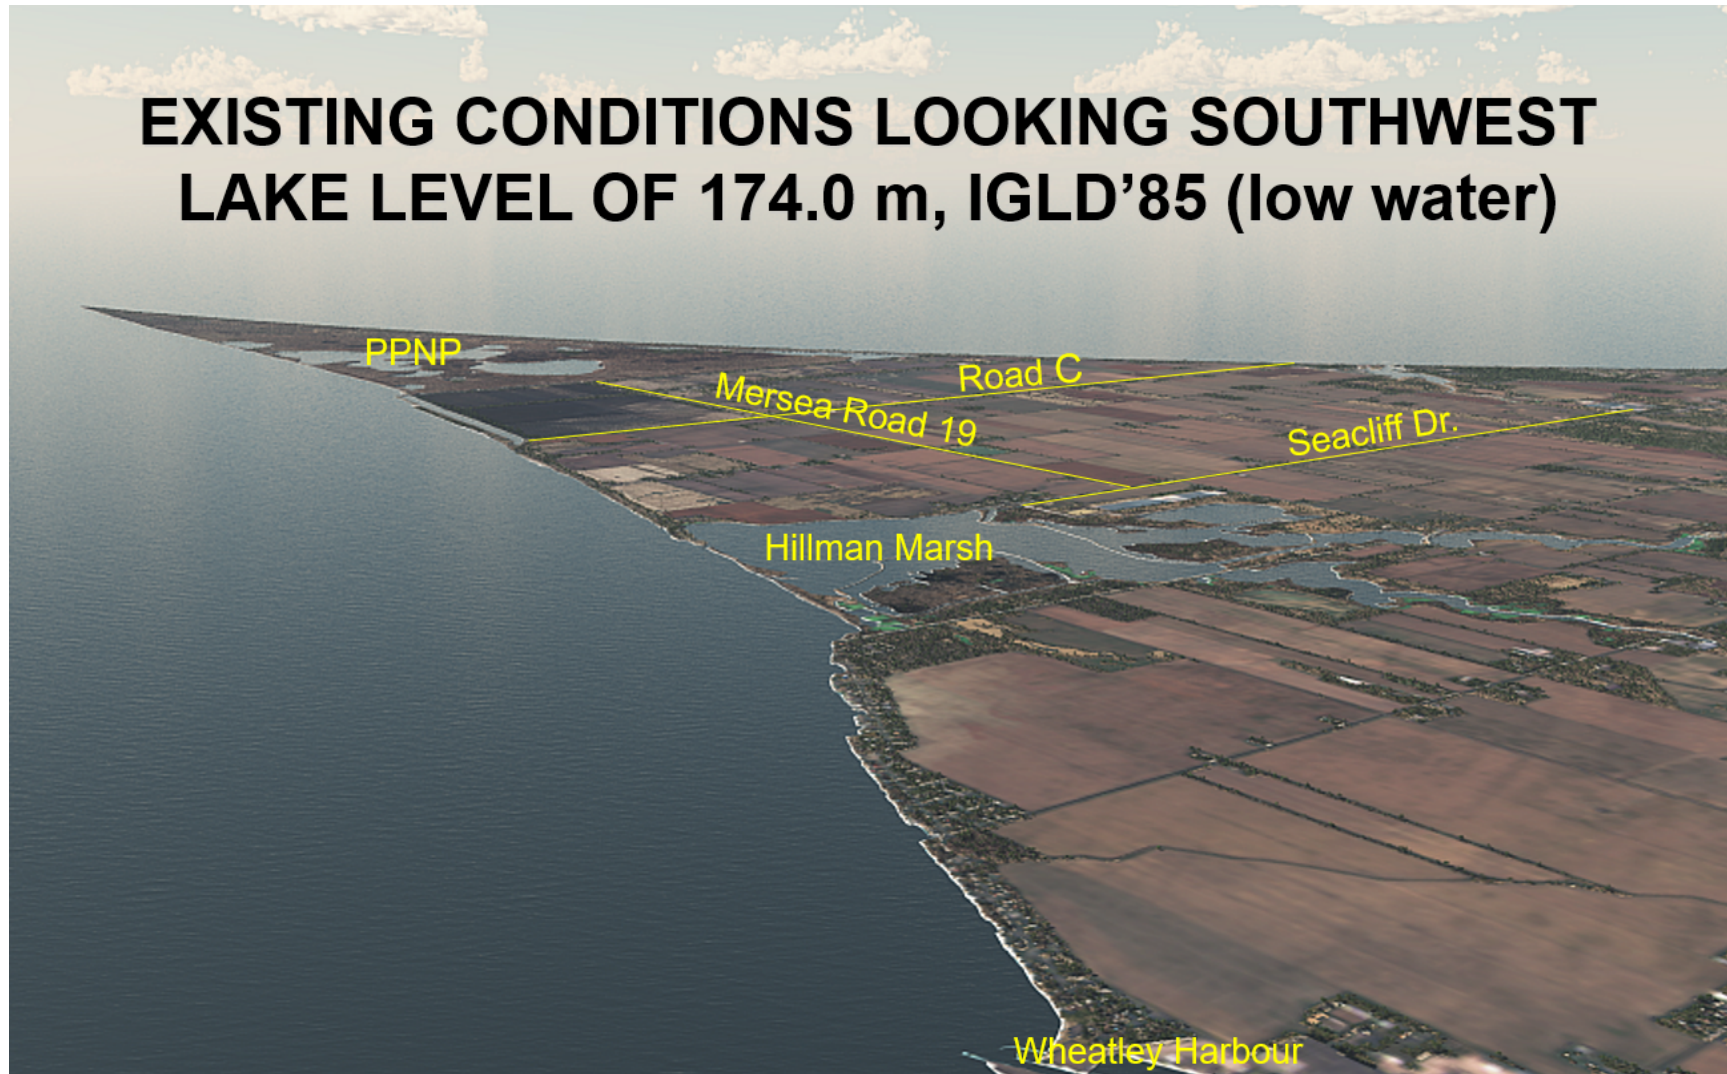 EXISTING CONDITIONS LOOKING SOUTHWEST
LAKE LEVEL OF 174.0 m, IGLD’85 (low water)
PPNP
Road C
Mersea Road 19
Seacliff Dr.
Hillman Marsh
Wheatley Harbour